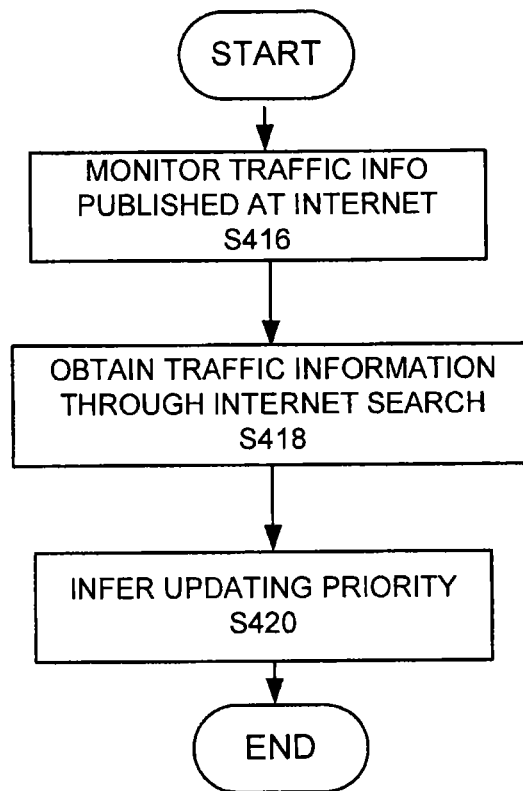 START
MONITOR TRAFFIC INFO
PUBLISHED AT INTERNET
S416
OBTAIN TRAFFIC INFORMATION
THROUGH INTERNET SEARCH
S418
INFER UPDATING PRIORITY
S420
END